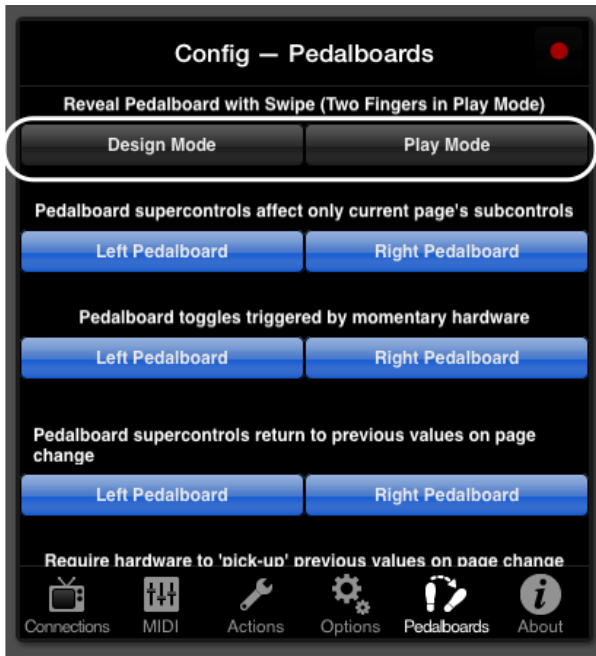 Config — Pedalboards
Reveal Pedalboard with Swipe (Two Fingers in Play Mode)
Design Mode Play Mode
Pedalboard supercontrols affect only current page's subcontrols
Left Pedalboard Right Pedalboard
Pedalboard toggles triggered by momentary hardware
Left Pedalboard Right Pedalboard
Pedalboard supercontrols return to previous values on page
change
Left Pedalboard Right Pedalboard
Require hardware to 'pick-up' previous values on page change
Connections MIDI Actions Options Pedalboards About